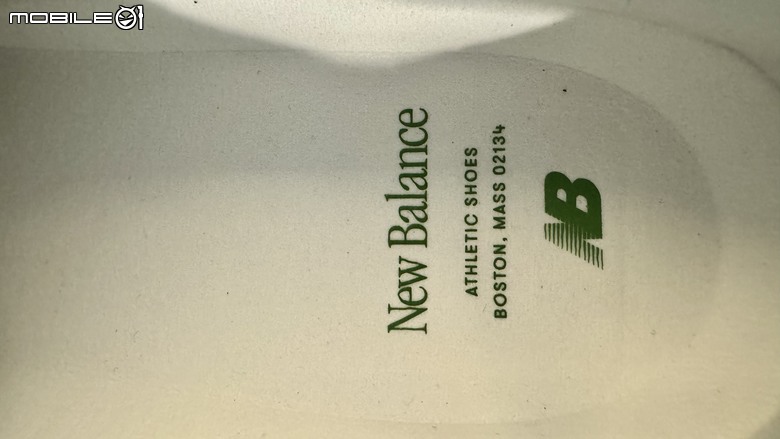 MOBILE01
New Balance
ATHLETIC SHOES
BOSTON, MASS 02134
NB